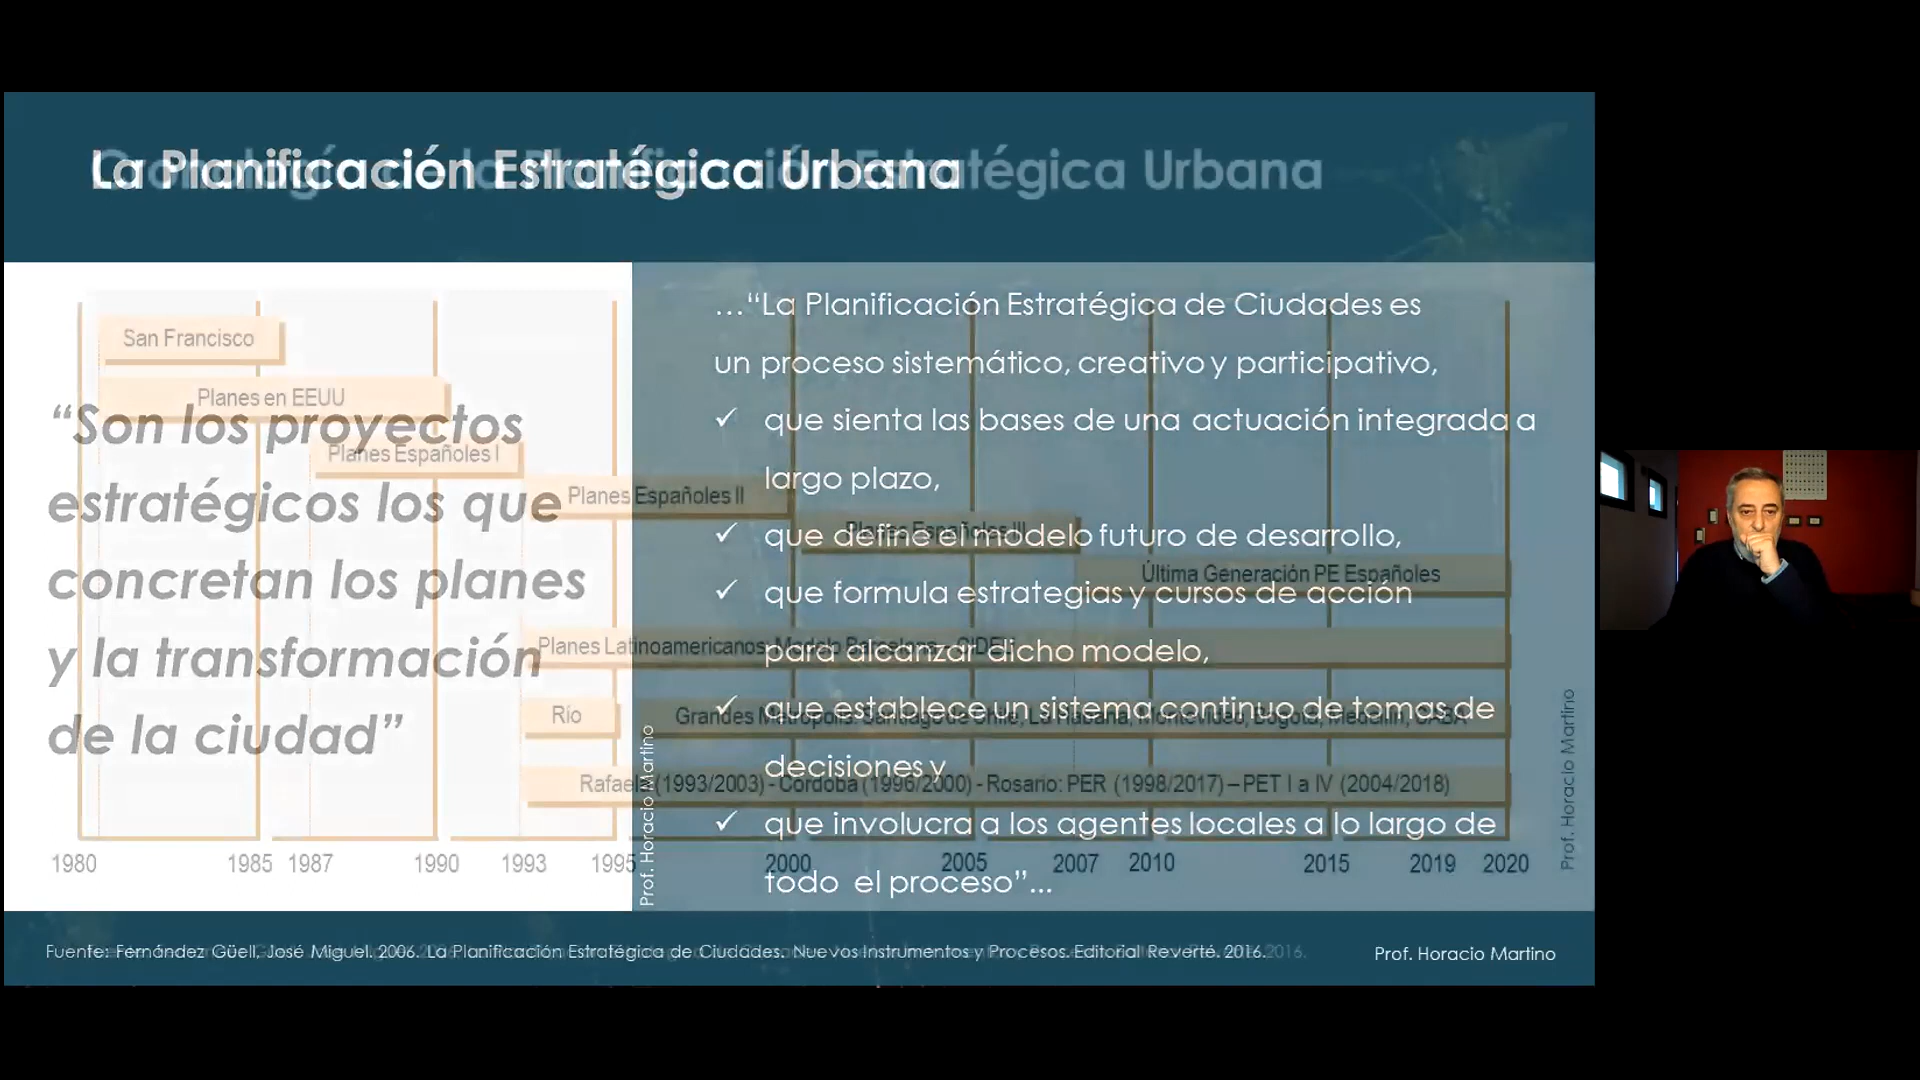 La Planificación Estratégica Urbana
Cronología de la Planificación Estratégica Urbana
“Son los proyectos
estratégicos los que
concretan los planes
y la transformación
de la ciudad”
…“La Planificación Estratégica de Ciudades es
un proceso sistemático, creativo y participativo,
✓ que sienta las bases de una actuación integrada a
largo plazo,
✓ que define el modelo futuro de desarrollo,
✓ que formula estrategias y cursos de acción
para alcanzar dicho modelo,
✓ que establece un sistema continuo de tomas de
decisiones y
✓ que involucra a los agentes locales a lo largo de
todo el proceso”...
San Francisco
Planes en EEUU
Planes Españoles I
Planes Españoles II
Planes Españoles III
Última Generación PE Españoles
Planes Latinoamericanos: Modelo Barcelona - CIDEU
Río
Grandes Metrópolis: Santiago de Chile, La Habana, Montevideo, Bogotá, Medellín, CABA
Rafaela (1993/2003) - Córdoba (1996/2000) - Rosario: PER (1998/2017) – PET I a IV (2004/2018)
1980 1985 1987 1990 1993 1995 2000 2005 2007 2010 2015 2019 2020
Prof. Horacio Martino
Prof. Horacio Martino
Fuente: Fernández Güell, José Miguel. 2006. La Planificación Estratégica de Ciudades. Nuevos Instrumentos y Procesos. Editorial Reverté. 2016.
Prof. Horacio Martino